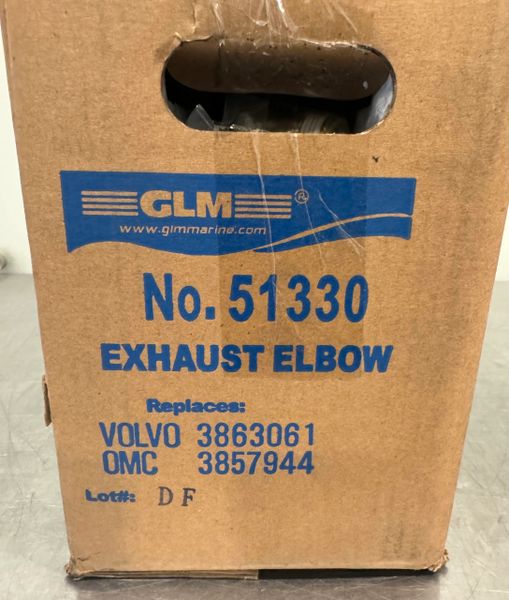 GLM®
www.glmmarine.com
No. 51330
EXHAUST ELBOW
Replaces:
VOLVO 3863061
OMC 3857944
Lot#: DF